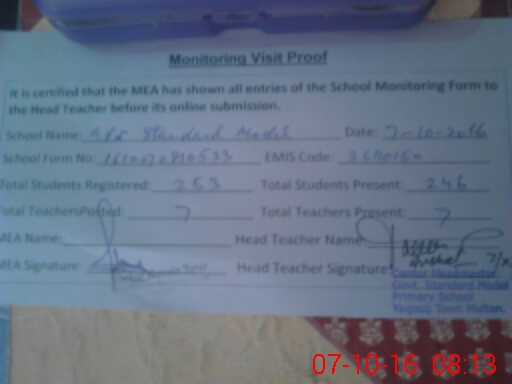 Monitoring Visit Proof
It is certified that the MEA has shown all entries of the School Monitoring Form to
the Head Teacher before its online submission.
School Name: Standard Model Date: 7-10-2016
School Form No: EMIS Code:
Total Students Registered: 253 Total Students Present: 246
Total Teachers Posted: 7 Total Teachers Present: 7
MEA Name: Head Teacher Name:
MEA Signature: Head Teacher Signature:
Govt. Standard Model
Primary School
Yaqoob Town Multan.
07-10-16 08:13